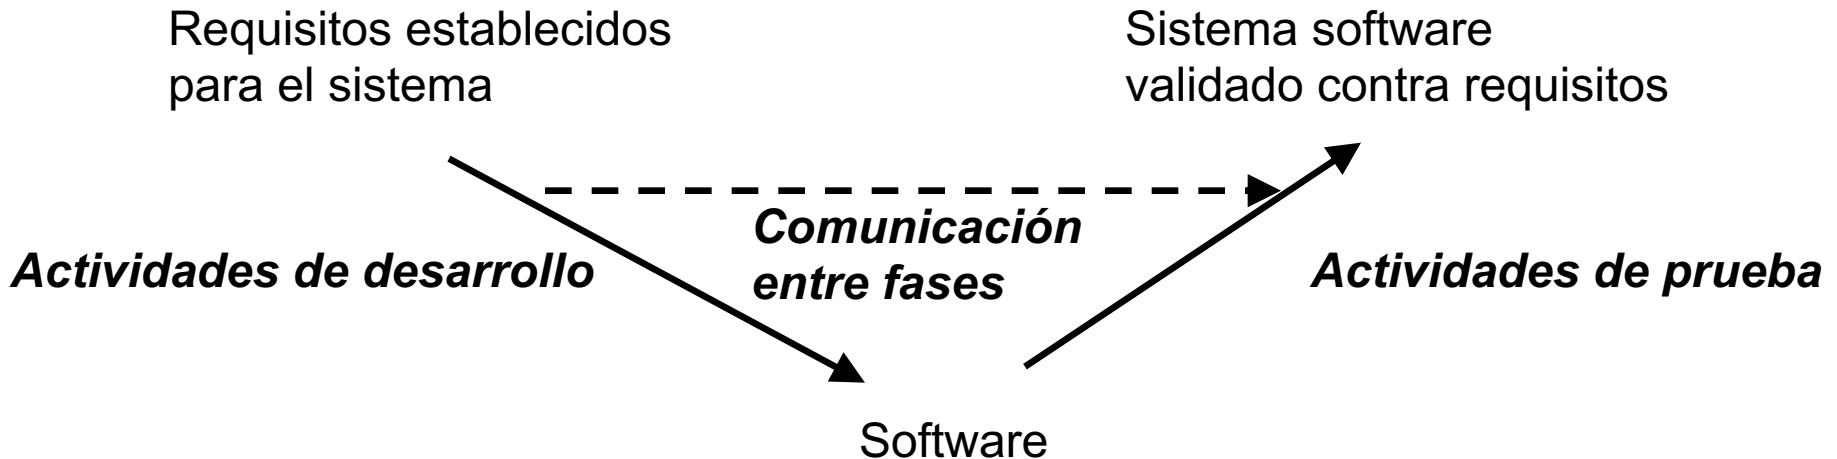 Requisitos establecidos
para el sistema
Sistema software
validado contra requisitos
Comunicación
entre fases
Actividades de desarrollo
Actividades de prueba
Software